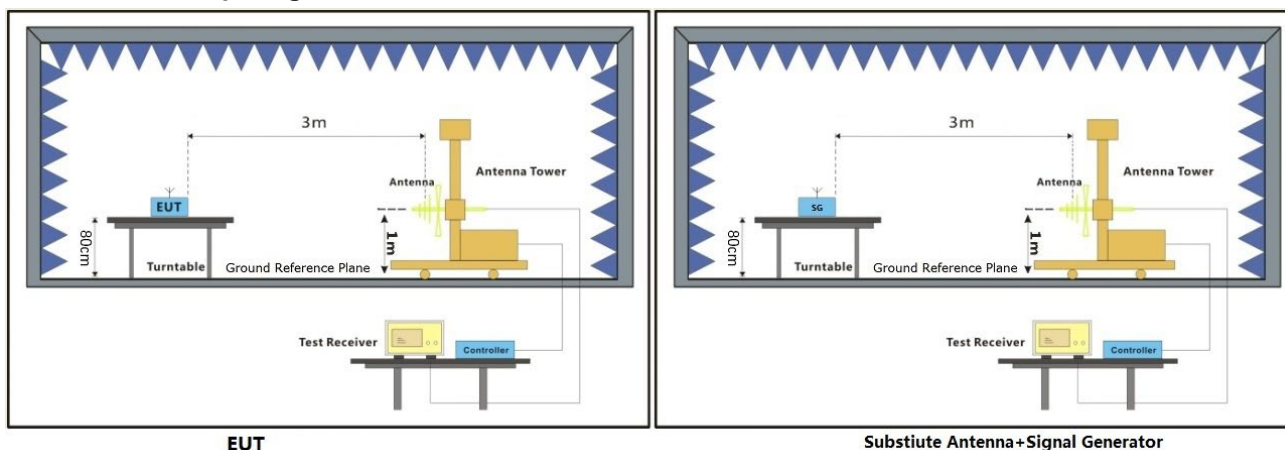 3m
Antenna
Antenna Tower
EUT
80cm
1m
Turntable
Ground Reference Plane
Test Receiver
Controller
EUT
3m
Antenna
Antenna Tower
SG
80cm
1m
Turntable
Ground Reference Plane
Test Receiver
Controller
Substiute Antenna+Signal Generator